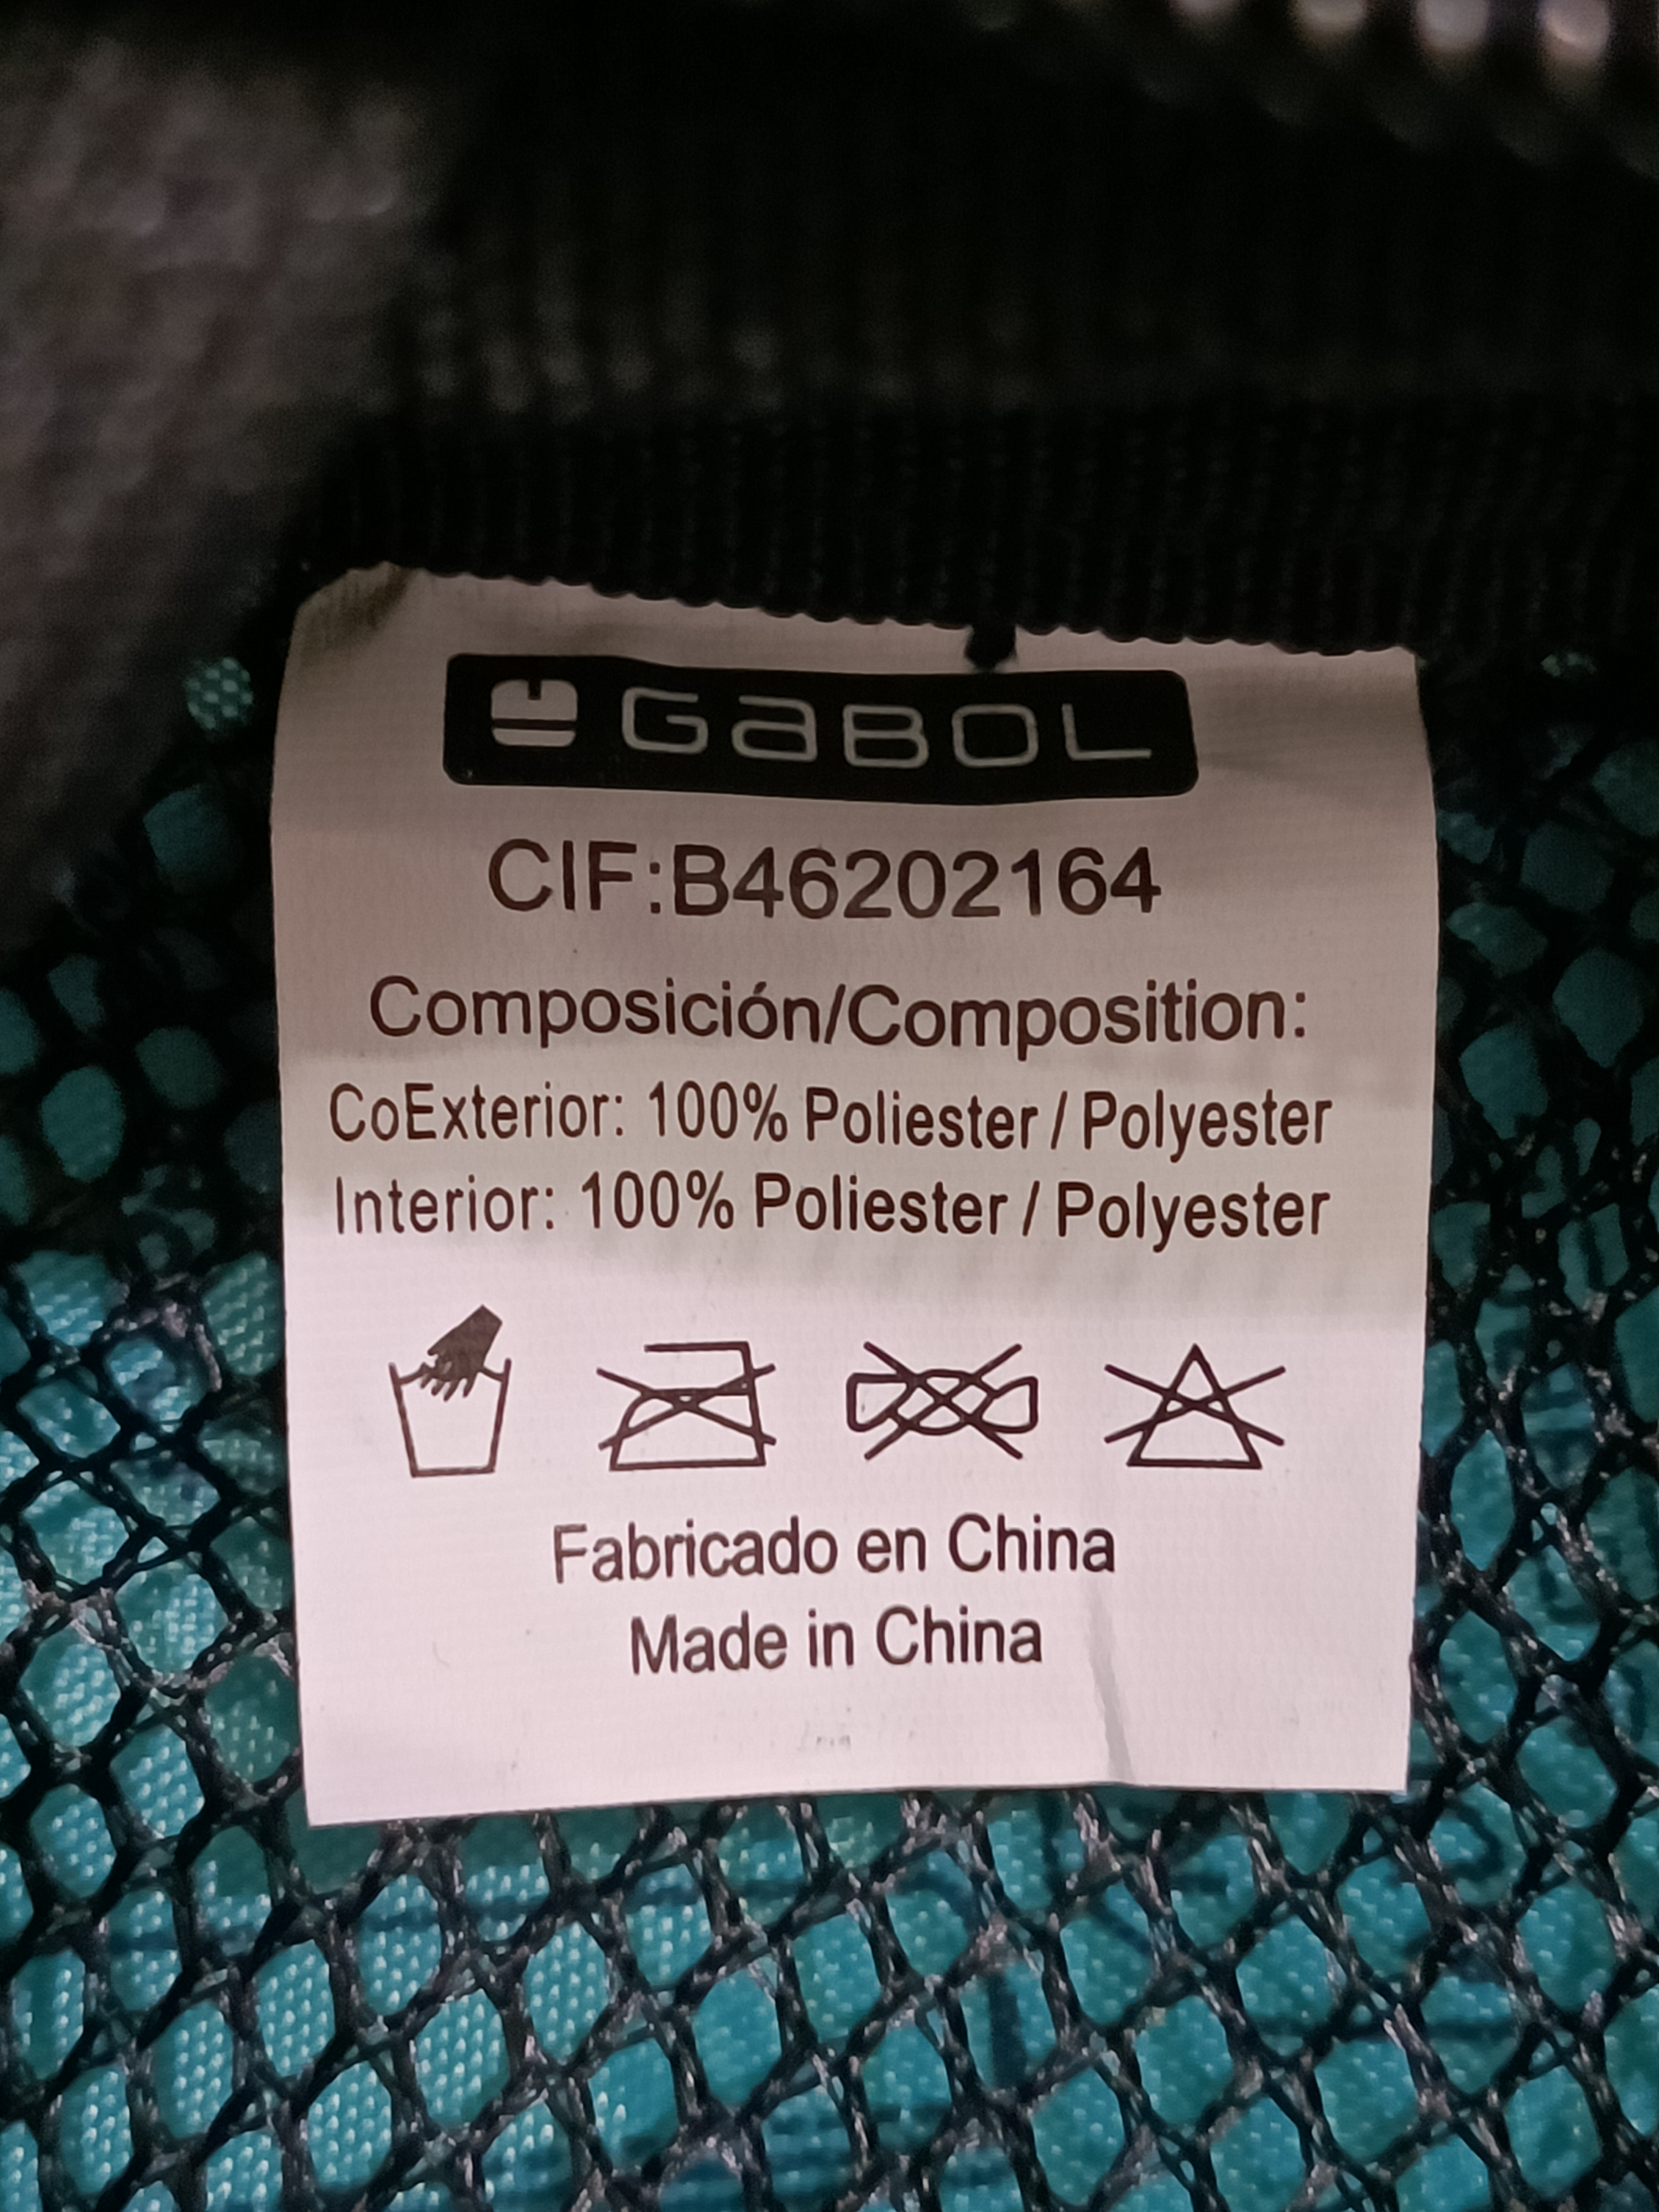 GaBOL
CIF:B46202164
Composición/Composition:
CoExterior: 100% Poliester / Polyester
Interior: 100% Poliester / Polyester
Fabricado en China
Made in China